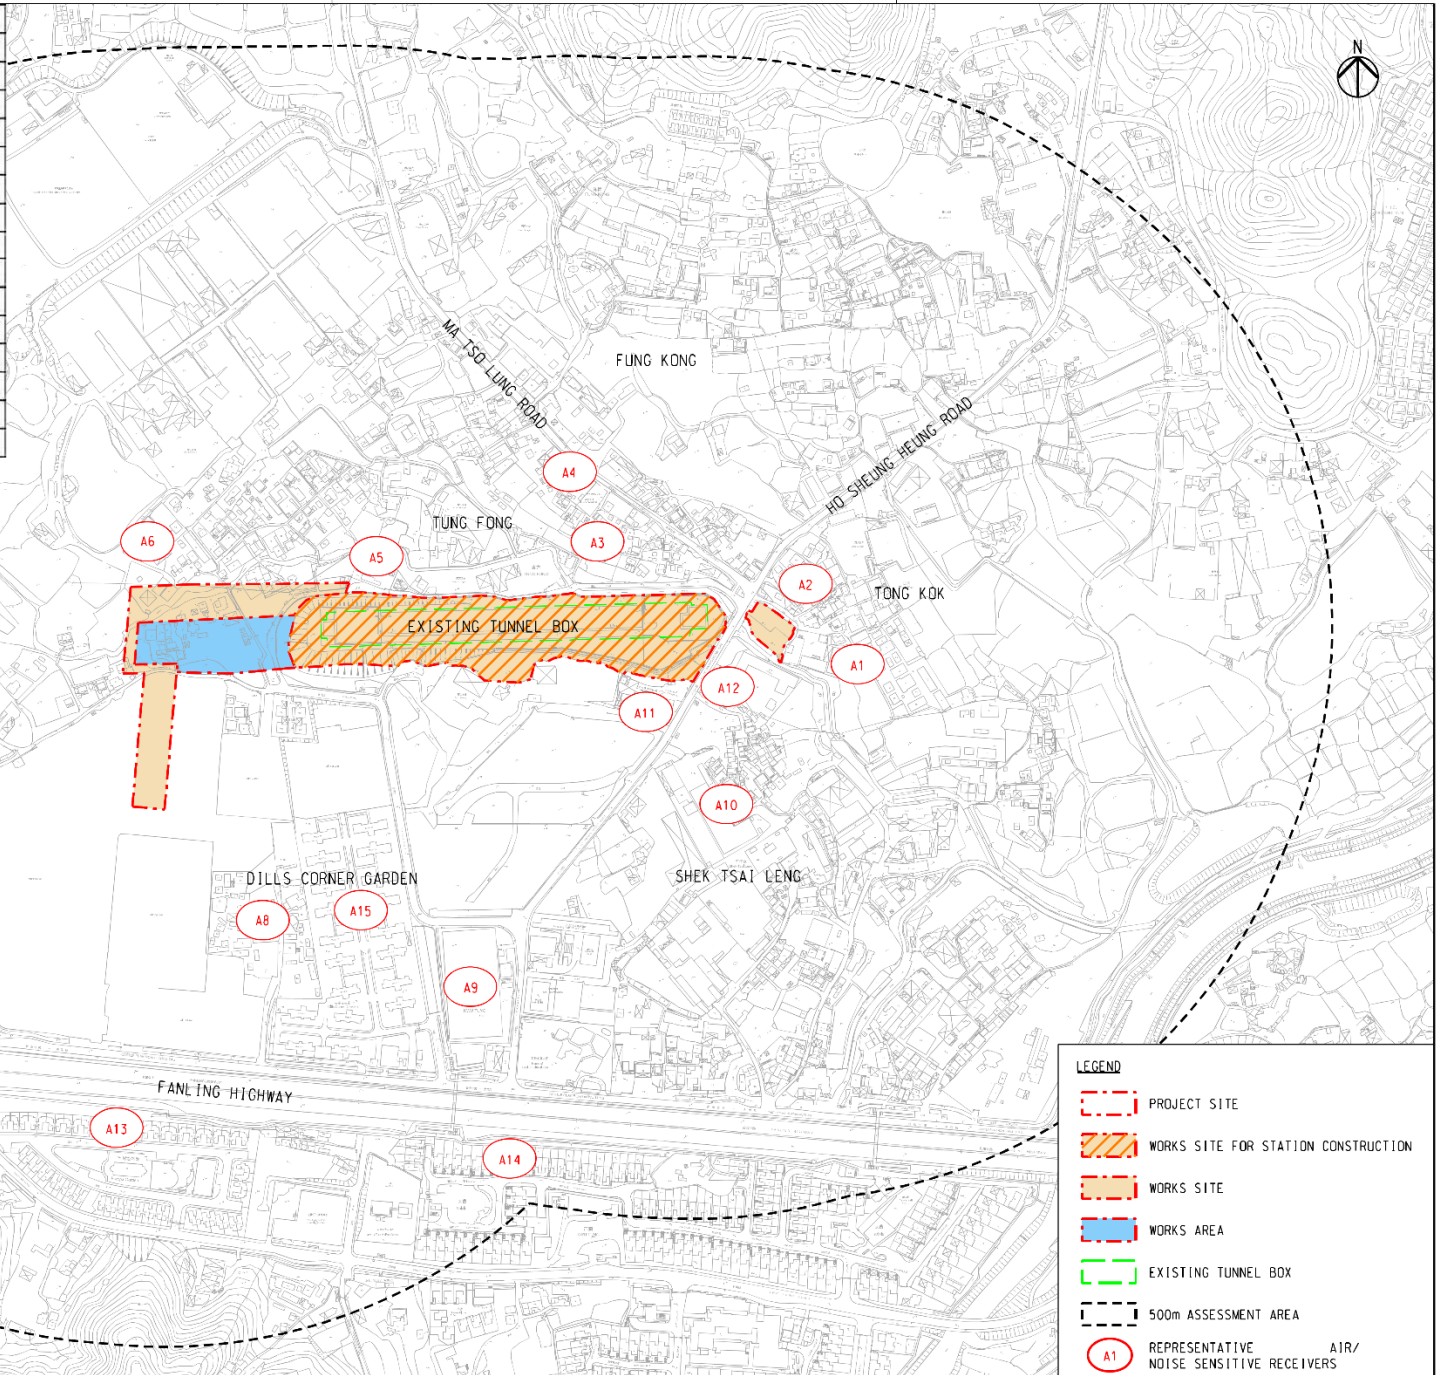 N
MA TSO LUNG ROAD
FUNG KONG
HO SHEUNG HEUNG ROAD
A4
TUNG FONG
A6
A3
A5
A2
TONG KOK
EXISTING TUNNEL BOX
A1
A12
A11
A10
DILLS CORNER GARDEN
SHEK TSAI LENG
A8
A15
A9
FANLING HIGHWAY
A13
A14
LEGEND
PROJECT SITE
WORKS SITE FOR STATION CONSTRUCTION
WORKS SITE
WORKS AREA
EXISTING TUNNEL BOX
500m ASSESSMENT AREA
A1
REPRESENTATIVE AIR/
NOISE SENSITIVE RECEIVERS